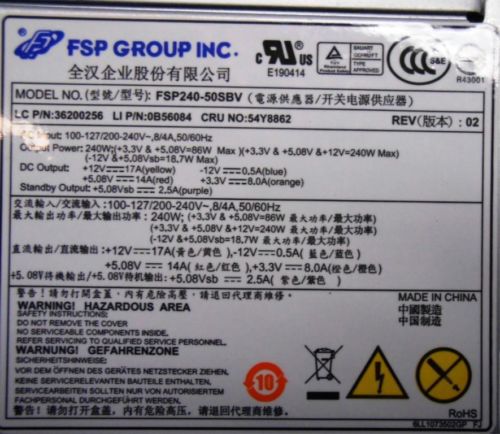 FSP GROUP INC.
全汉企业股份有限公司
E190414
R43001
MODEL NO.(型號/型号): FSP240-50SBV (電源供應器/开关电源供应器)
LC P/N:36200256 LI P/N:0B56084 CRU NO:54Y8862 REV(版本) : 02
AC Input: 100-127/200-240V~,8/4A,50/60Hz
Output Power: 240W;(+3.3V & +5.08V=86W Max )(+3.3V & +5.08V &+12V=240W Max)
(-12V &+5.08Vsb=18.7W Max)
DC Output: +12V⎓17A(yellow) -12V⎓0.5A(blue)
+5.08V⎓14A(red) +3.3V⎓8.0A(orange)
Standby Output: +5.08Vsb⎓2.5A(purple)
交流輸入/交流输入 : 100-127/200-240V~,8/4A,50/60Hz
最大輸出功率/最大输出功率 : 240W; (+3.3V & +5.08V=86W 最大功率/最大功率)
(+3.3V & +5.08V &+12V=240W 最大功率/最大功率)
(-12V &+5.08Vsb=18,7W 最大功率/最大功率)
直流輸出/直流输出: +12V⎓17A(黃色/黄色),-12V⎓0.5A( 藍色/蓝色)
+5.08V⎓ 14A( 紅色/红色),+3.3V⎓ 8.0A(橙色/橙色)
+5.08V待機輸出/+5.08V待机输出: +5.08Vsb⎓ 2.5A( 紫色/紫色)
警告！請勿打開盒蓋，内有危險高壓，請退回代理商維修.
WARNING! HAZARDOUS AREA
SAFETY INSTRUCTIONS:
DO NOT REMOVE THE COVER
NO SERVICEABLE COMPONENTS INSIDE.
REFER SERVICING TO QUALIFIED PERSONNEL
MADE IN CHINA
中國製造
中国制造
WARNUNG! GEFAHRENZONE
SICHERHEITSHINWEISE:
VOR DEM ÖFFNEN DES GERÄTES NETZSTECKER ZIEHEN,
KEINE SERVICERELEVANTEN BAUTEILE ENTHALTEN.
SERVICEARBEITEN NUR DURCH AUTORISIERTES
FACHPERSONAL DURCHGEFÜHRT WERDEN
警告！请勿打开盒盖，内有危险高压，请退回代理商维修.
10
RoHS
6LL1073502GP FJ